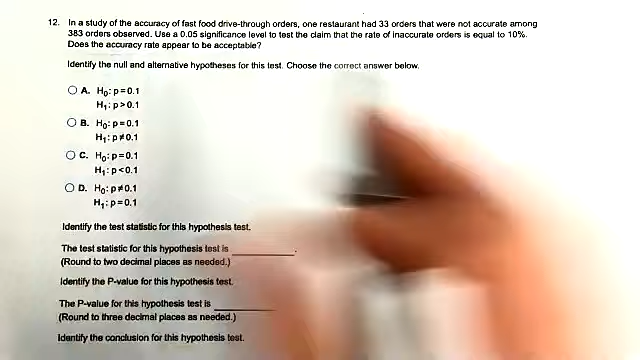 12. In a study of the accuracy of fast food drive-through orders, one restaurant had 33 orders that were not accurate among
383 orders observed. Use a 0.05 significance level to test the claim that the rate of inaccurate orders is equal to 10%.
Does the accuracy rate appear to be acceptable?
Identify the null and alternative hypotheses for this test. Choose the correct answer below.
A. H₀: p=0.1
H₁: p>0.1
B. H₀: p=0.1
H₁: p≠0.1
C. H₀: p=0.1
H₁: p<0.1
D. H₀: p≠0.1
H₁: p=0.1
Identify the test statistic for this hypothesis test.
The test statistic for this hypothesis test is ________.
(Round to two decimal places as needed.)
Identify the P-value for this hypothesis test.
The P-value for this hypothesis test is ________
(Round to three decimal places as needed.)
Identify the conclusion for this hypothesis test.